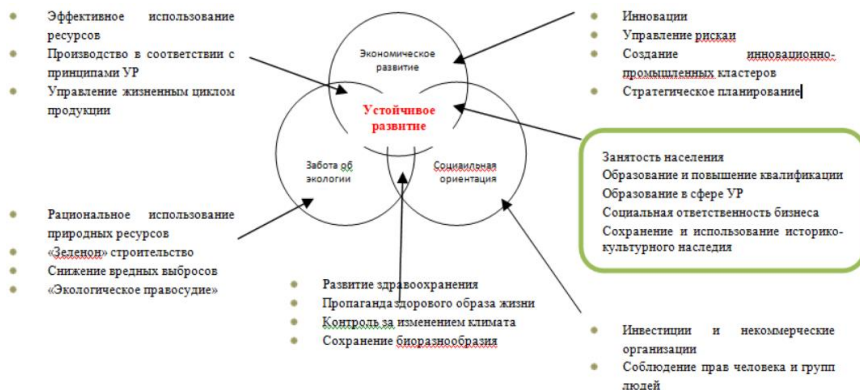 Эффективное использование
ресурсов
Производство в соответствии с
принципами УР
Управление жизненным циклом
продукции
Экономическое
развитие
Инновации
Управление рискаи
Создание инновационно-
промышленных кластеров
Стратегическое планирование
Устойчивое
развитие
Забота об
экологии
Социаильная
ориентация
Занятость населения
Образование и повышение квалификации
Образование в сфере УР
Социальная ответственность бизнеса
Сохранение и использование историко-
культурного наследия
Рациональное использование
природных ресурсов
«Зеленон» строительство
Снижение вредных выбросов
«Экологическое правосудие»
Развитие здравоохранения
Пропаганда здорового образа жизни
Контроль за изменением климата
Сохранение биоразнообразия
Инвестиции и некоммерческие
организации
Соблюдение прав человека и групп
людей